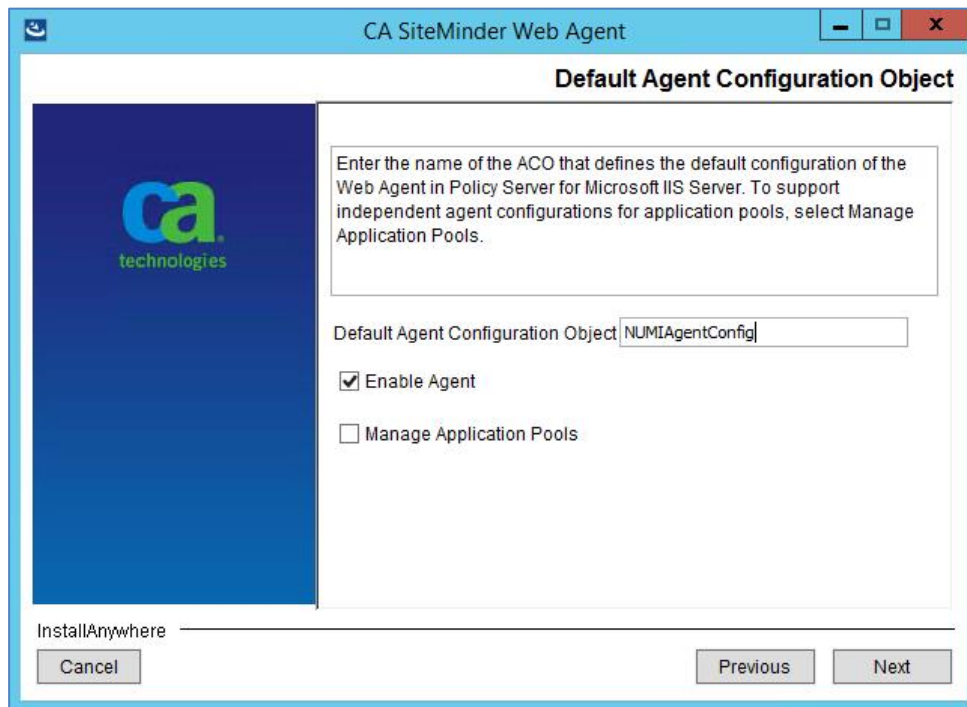 CA SiteMinder Web Agent
Default Agent Configuration Object
ca
technologies
Enter the name of the ACO that defines the default configuration of the
Web Agent in Policy Server for Microsoft IIS Server. To support
independent agent configurations for application pools, select Manage
Application Pools.
Default Agent Configuration Object NUMIAgentConfig
Enable Agent
Manage Application Pools
InstallAnywhere
Cancel Previous Next